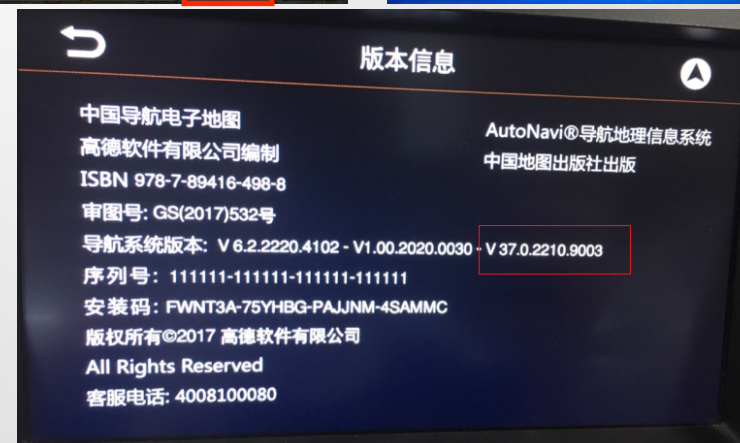 版本信息
中国导航电子地图
高德软件有限公司编制
ISBN 978-7-89416-498-8
审图号: GS(2017)532号
AutoNavi®导航地理信息系统
中国地图出版社出版
导航系统版本: V 6.2.2220.4102 - V1.00.2020.0030 - V 37.0.2210.9003
序列号: 111111-111111-111111-111111
安装码: FWNT3A-75YHBG-PAJJNM-4SAMMC
版权所有©2017 高德软件有限公司
All Rights Reserved
客服电话: 4008100080